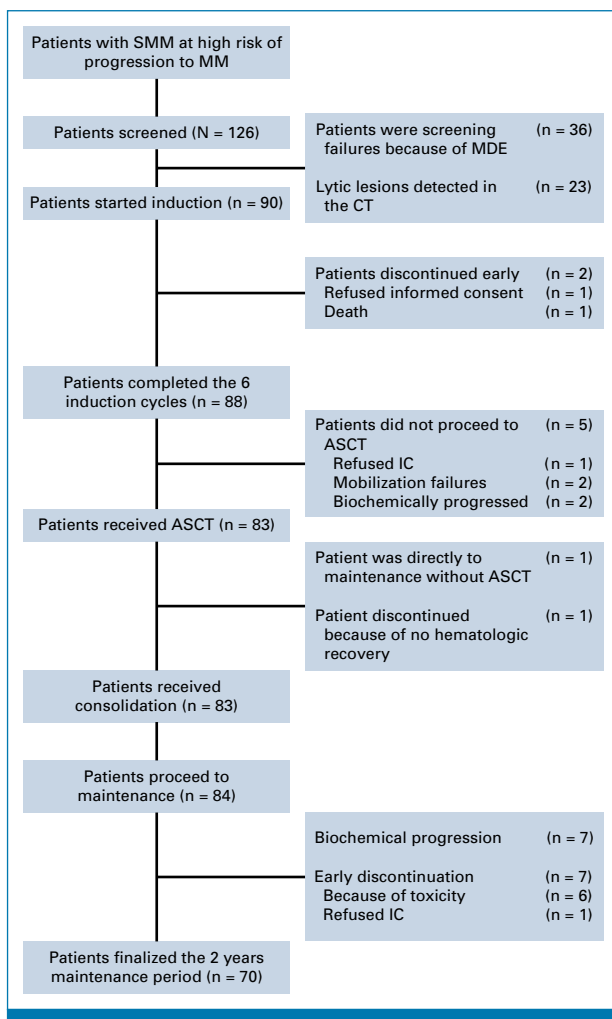 Patients with SMM at high risk of
progression to MM
Patients screened (N = 126)
Patients were screening (n = 36)
failures because of MDE
Lytic lesions detected in (n = 23)
the CT
Patients started induction (n = 90)
Patients discontinued early (n = 2)
Refused informed consent (n = 1)
Death (n = 1)
Patients completed the 6
induction cycles (n = 88)
Patients did not proceed to (n = 5)
ASCT
Refused IC (n = 1)
Mobilization failures (n = 2)
Biochemically progressed (n = 2)
Patients received ASCT (n = 83)
Patient was directly to (n = 1)
maintenance without ASCT
Patient discontinued (n = 1)
because of no hematologic
recovery
Patients received
consolidation (n = 83)
Patients proceed to
maintenance (n = 84)
Biochemical progression (n = 7)
Early discontinuation (n = 7)
Because of toxicity (n = 6)
Refused IC (n = 1)
Patients finalized the 2 years
maintenance period (n = 70)